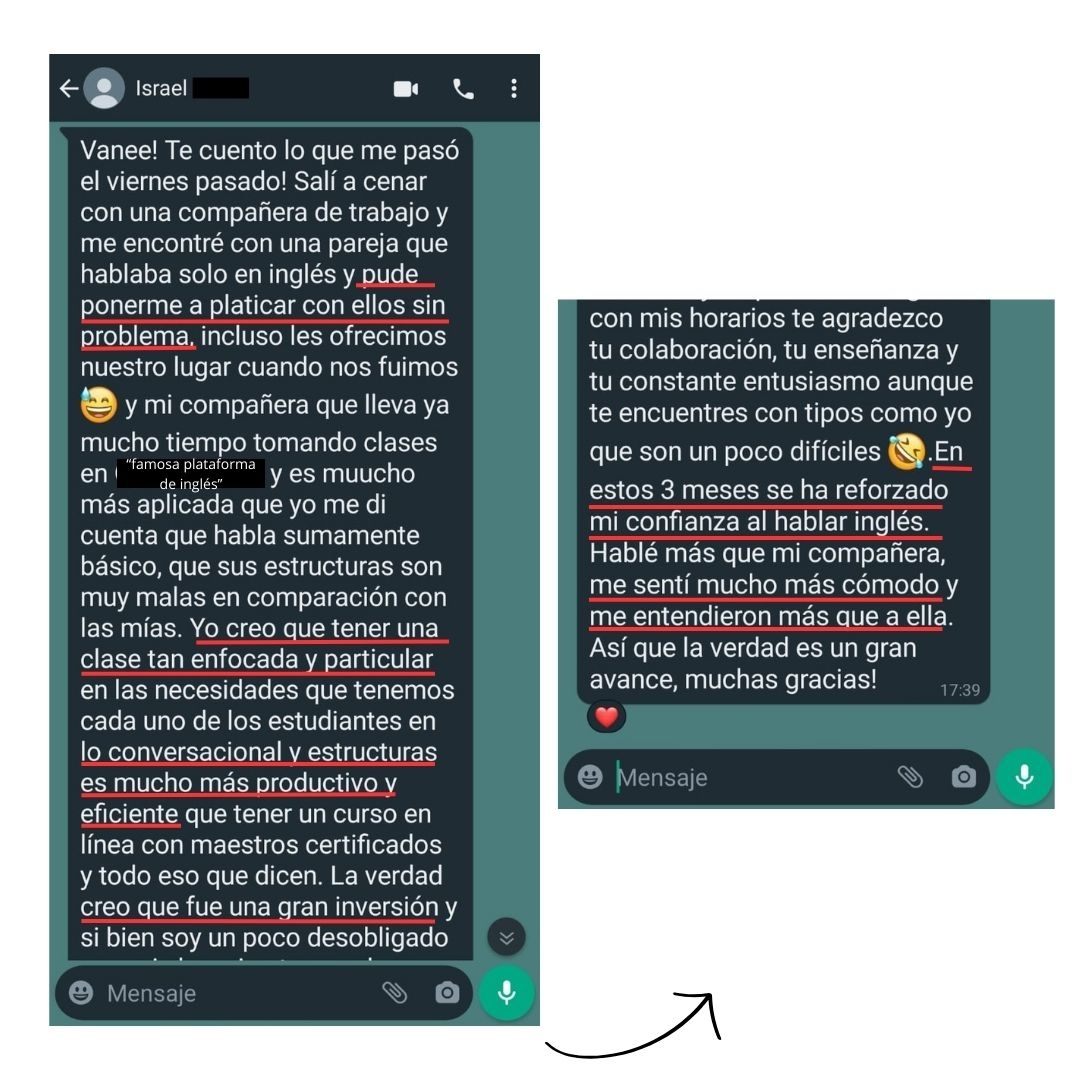 Israel
Vanee! Te cuento lo que me pasó
el viernes pasado! Salí a cenar
con una compañera de trabajo y
me encontré con una pareja que
hablaba solo en inglés y pude
ponerme a platicar con ellos sin
problema, incluso les ofrecimos
nuestro lugar cuando nos fuimos
😅 y mi compañera que lleva ya
mucho tiempo tomando clases
en “famosa plataforma
de inglés” y es muucho
más aplicada que yo me di
cuenta que habla sumamente
básico, que sus estructuras son
muy malas en comparación con
las mías. Yo creo que tener una
clase tan enfocada y particular
en las necesidades que tenemos
cada uno de los estudiantes en
lo conversacional y estructuras
es mucho más productivo y
eficiente que tener un curso en
línea con maestros certificados
y todo eso que dicen. La verdad
creo que fue una gran inversión y
si bien soy un poco desobligado
Mensaje
con mis horarios te agradezco
tu colaboración, tu enseñanza y
tu constante entusiasmo aunque
te encuentres con tipos como yo
que son un poco difíciles 🤣.En
estos 3 meses se ha reforzado
mi confianza al hablar inglés.
Hablé más que mi compañera,
me sentí mucho más cómodo y
me entendieron más que a ella.
Así que la verdad es un gran
avance, muchas gracias!
17:39
❤️
Mensaje